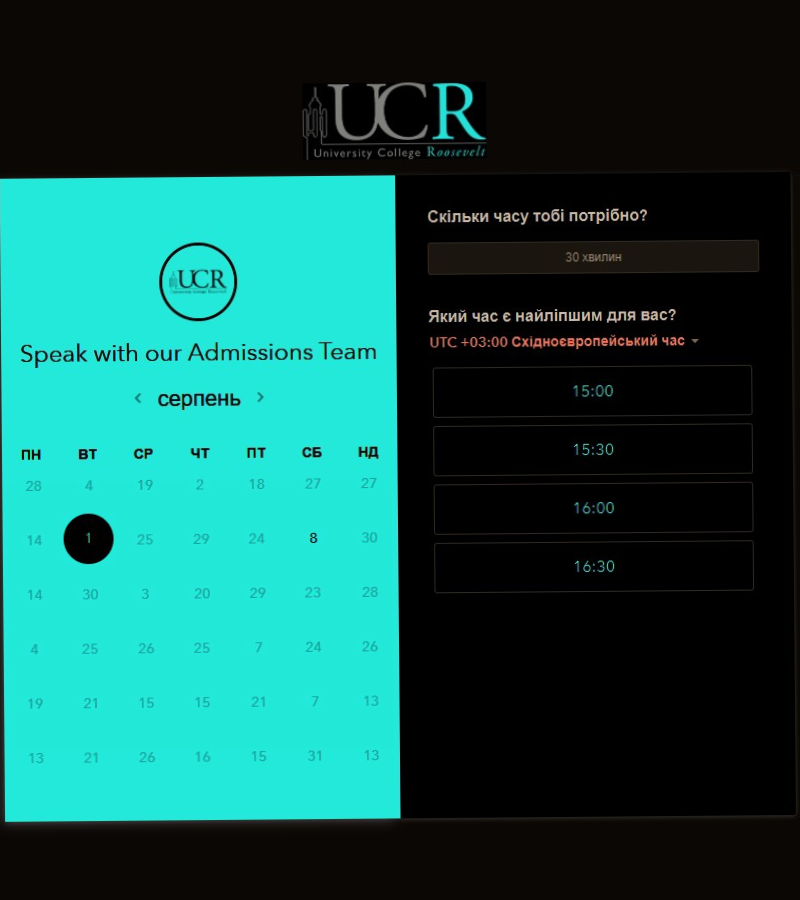 UCR
University College Roosevelt
UCR
Speak with our Admissions Team
серпень
ПН ВТ СР ЧТ ПТ СБ НД
28 4 19 2 18 27 27
14 1 25 29 24 8 30
14 30 3 20 29 23 28
4 25 26 25 7 24 26
19 21 15 15 21 7 13
13 21 26 16 15 31 13
Скільки часу тобі потрібно?
30 хвилин
Який час є найліпшим для вас?
UTC +03:00 Східноєвропейський час
15:00
15:30
16:00
16:30